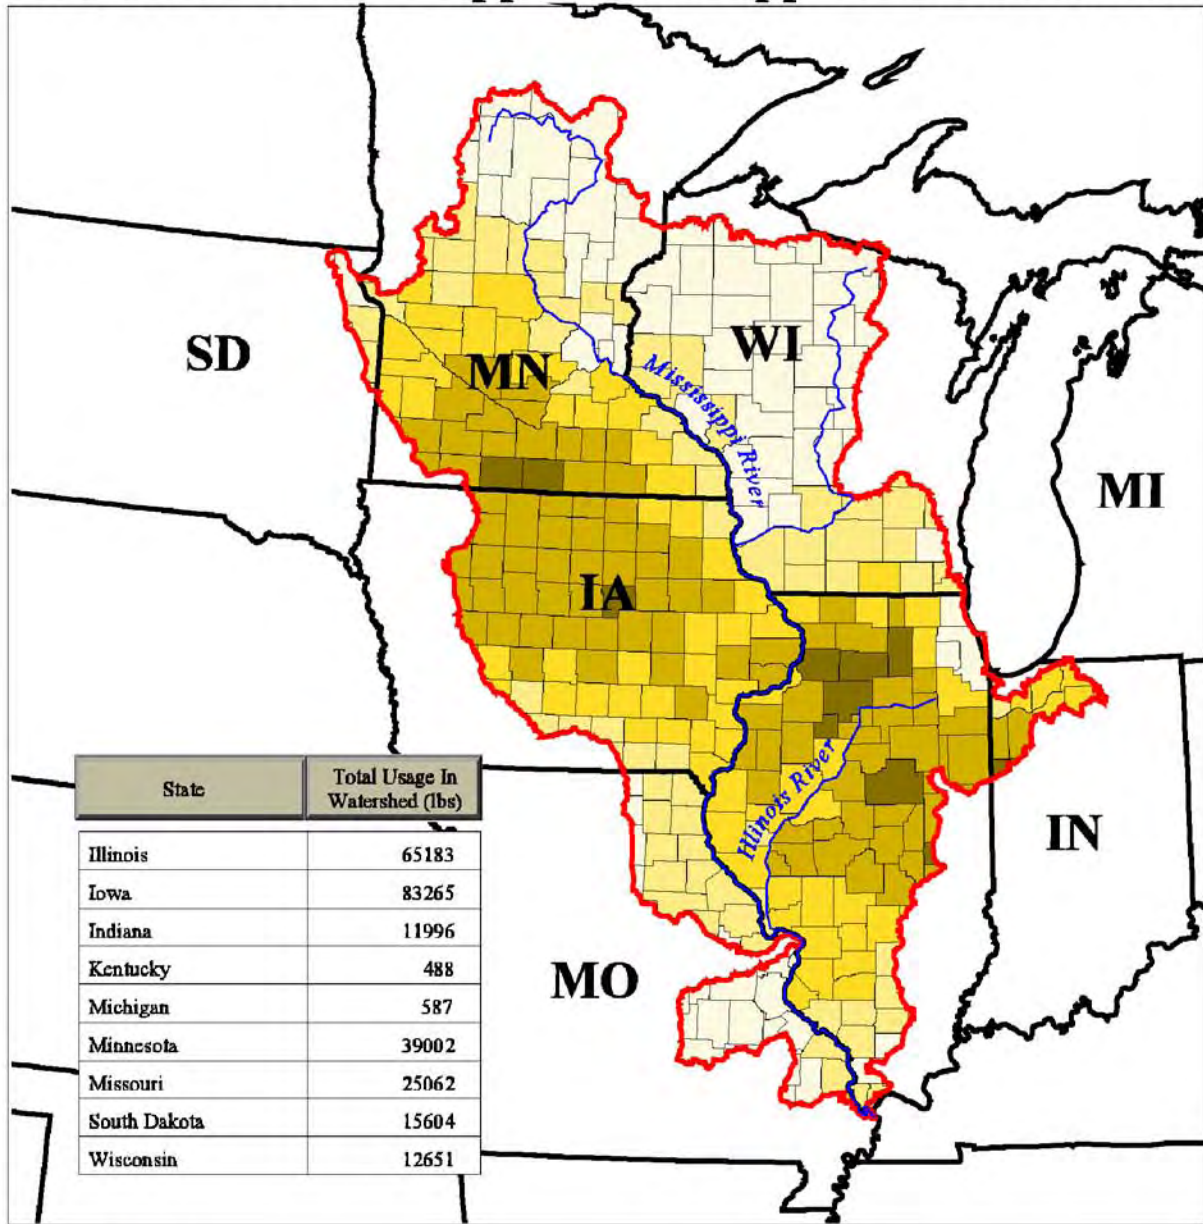 SD
MN
WI
Mississippi River
MI
IA
State
Total Usage In
Watershed (lbs)
Illinois River
IN
Illinois 65183
Iowa 83265
Indiana 11996
Kentucky 488
MO
Michigan 587
Minnesota 39002
Missouri 25062
South Dakota 15604
Wisconsin 12651